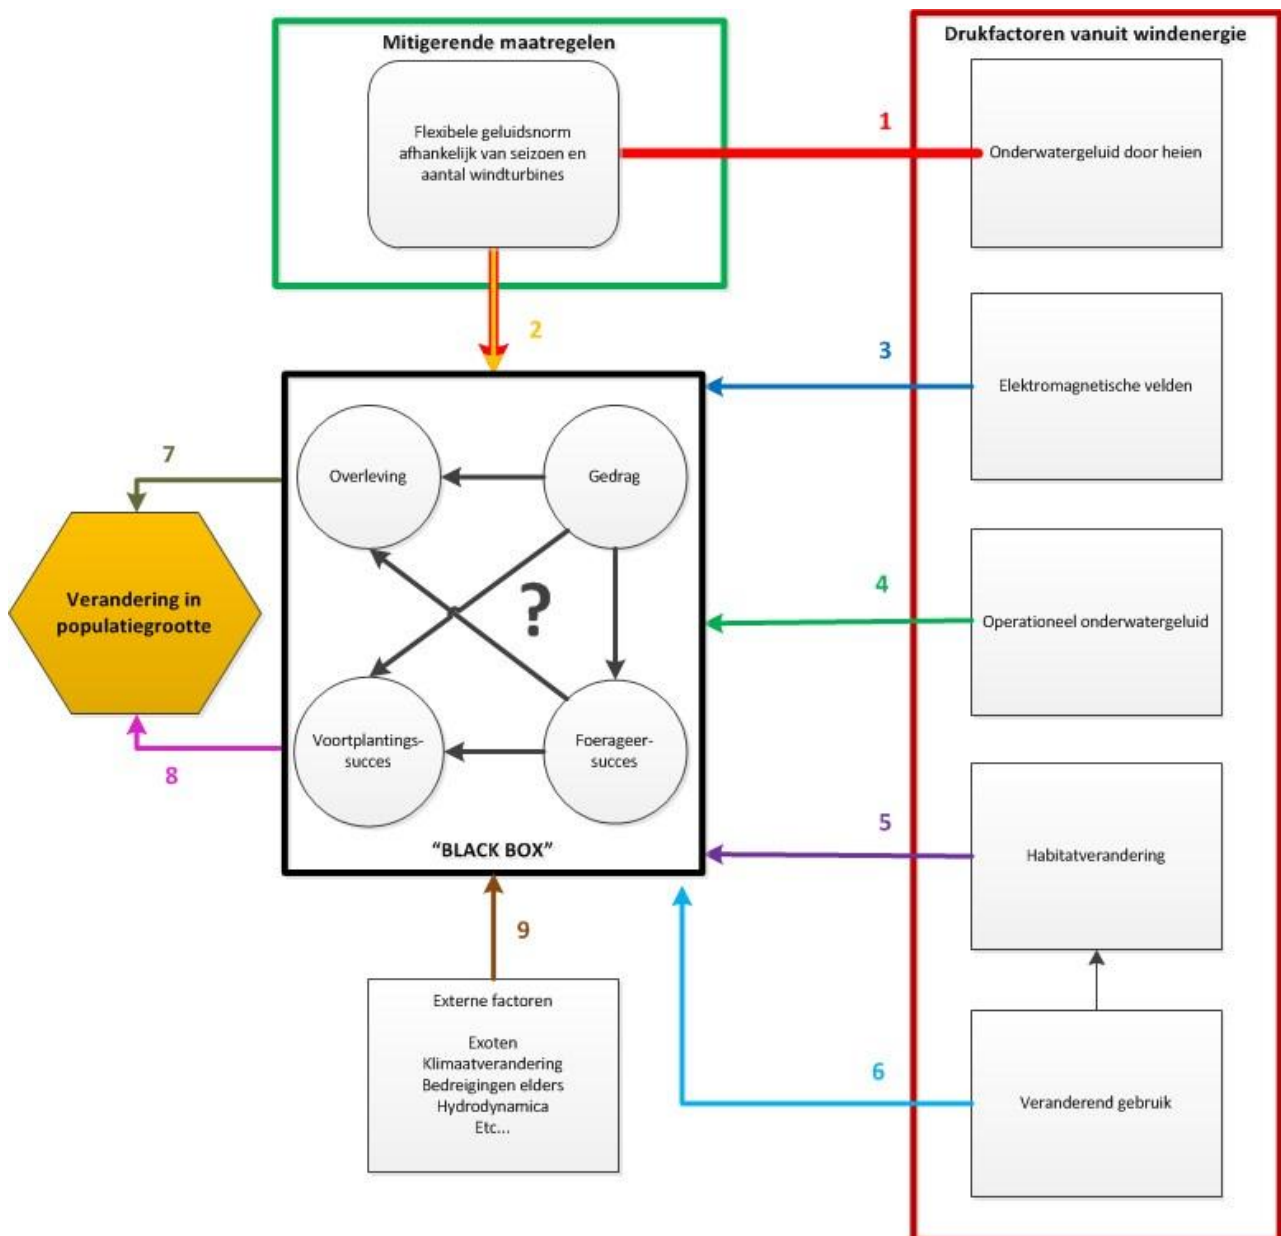 Mitigerende maatregelen
Flexibele geluidsnorm
afhankelijk van seizoen en
aantal windturbines
Drukfactoren vanuit windenergie
1
Onderwatergeluid door heien
2
3
Elektromagnetische velden
7
Overleving
Gedrag
Verandering in
populatiegrootte
?
4
Operationeel onderwatergeluid
Voortplantings-
succes
Foerageer-
succes
8
"BLACK BOX"
5
Habitatverandering
9
Externe factoren
Exoten
Klimaatverandering
Bedreigingen elders
Hydrodynamica
Etc...
6
Veranderend gebruik